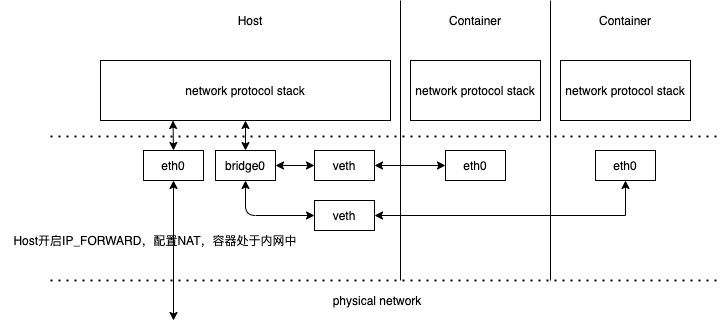 Host
Container
Container
network protocol stack
network protocol stack
network protocol stack
eth0
bridge0
veth
eth0
eth0
veth
Host开启IP_FORWARD，配置NAT，容器处于内网中
physical network